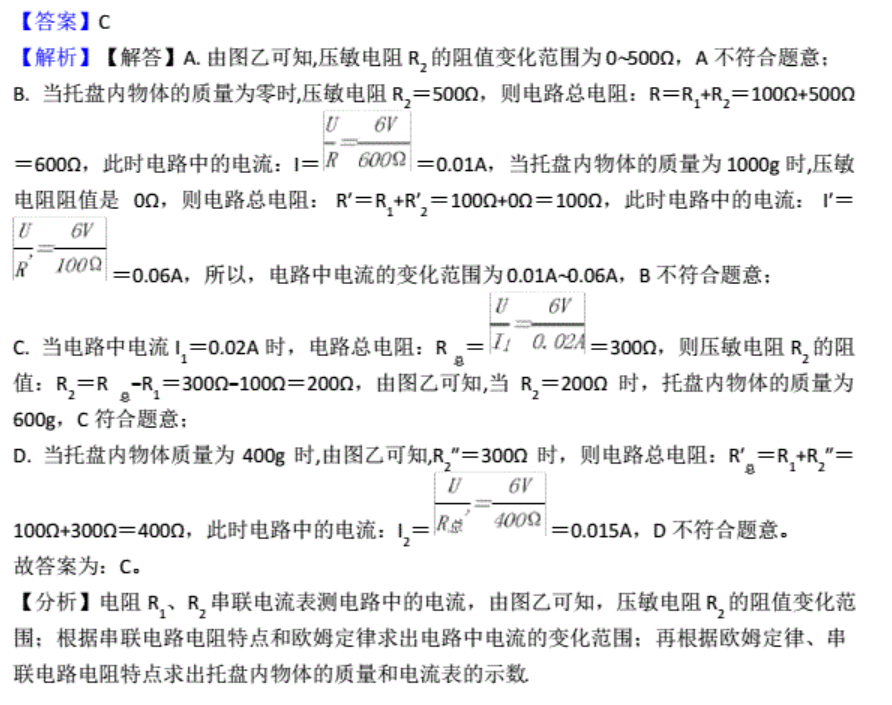 【答案】C
【解析】【解答】A. 由图乙可知,压敏电阻 R₂的阻值变化范围为0~500Ω，A 不符合题意；
B. 当托盘内物体的质量为零时,压敏电阻 R₂＝500Ω，则电路总电阻：R＝R₁+R₂＝100Ω+500Ω
＝600Ω，此时电路中的电流：I＝U/R＝6V/600Ω＝0.01A，当托盘内物体的质量为 1000g 时,压敏
电阻阻值是 0Ω，则电路总电阻： R′＝R₁+R′₂＝100Ω+0Ω＝100Ω，此时电路中的电流： I′＝
U/R′＝6V/100Ω＝0.06A，所以，电路中电流的变化范围为0.01A~0.06A，B 不符合题意；
C. 当电路中电流 I₁＝0.02A 时，电路总电阻：R总＝U/I₁＝6V/0.02A＝300Ω，则压敏电阻 R₂的阻
值：R₂＝R总−R₁＝300Ω−100Ω＝200Ω，由图乙可知,当 R₂＝200Ω 时，托盘内物体的质量为
600g，C 符合题意；
D. 当托盘内物体质量为 400g 时,由图乙可知,R₂″＝300Ω 时，则电路总电阻：R′总＝R₁+R₂″＝
100Ω+300Ω＝400Ω，此时电路中的电流：I₂＝U/R总′＝6V/400Ω＝0.015A，D 不符合题意。
故答案为：C。
【分析】电阻 R₁、R₂串联电流表测电路中的电流，由图乙可知，压敏电阻 R₂的阻值变化范
围；根据串联电路电阻特点和欧姆定律求出电路中电流的变化范围；再根据欧姆定律、串
联电路电阻特点求出托盘内物体的质量和电流表的示数.